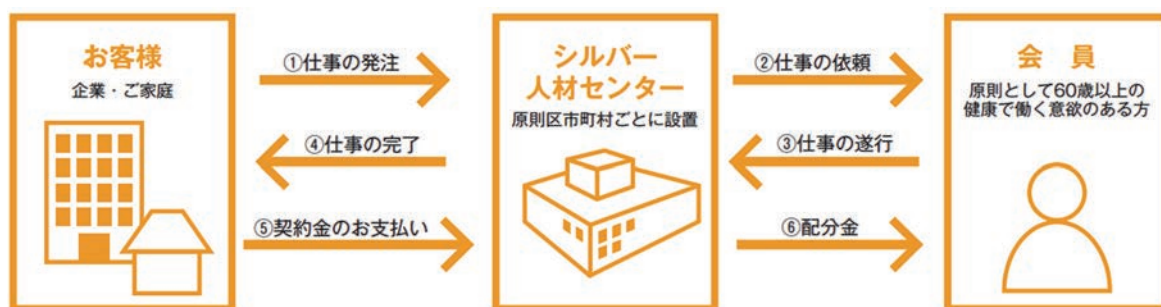 お客様
企業・ご家庭
①仕事の発注
④仕事の完了
⑤契約金のお支払い
シルバー
人材センター
原則区市町村ごとに設置
②仕事の依頼
③仕事の遂行
⑥配分金
会 員
原則として60歳以上の
健康で働く意欲のある方